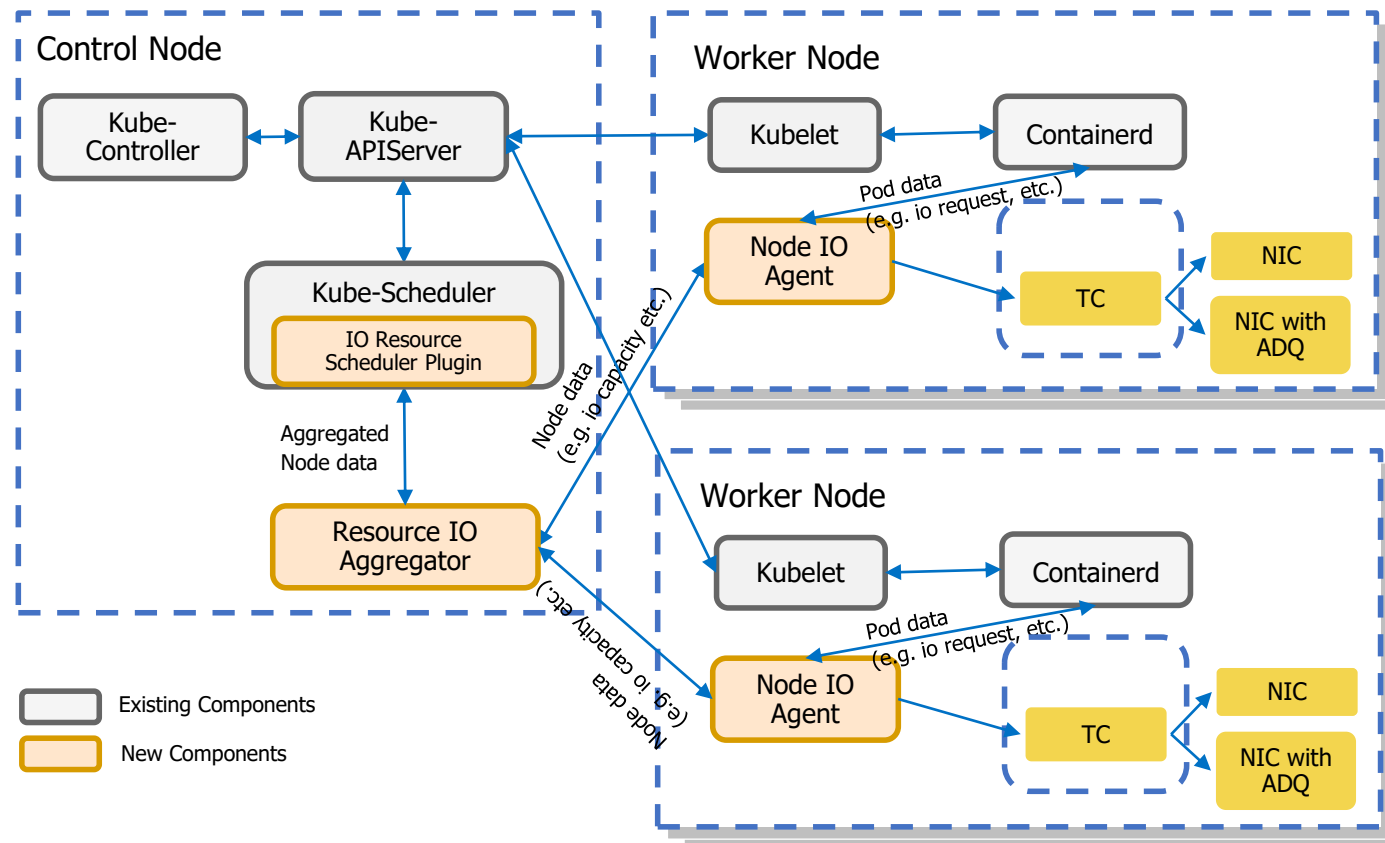 Control Node
Kube-
Controller
Kube-
APIServer
Kube-Scheduler
IO Resource
Scheduler Plugin
Aggregated
Node data
Resource IO
Aggregator
Node data
(e.g. io capacity etc.)
Node data
(e.g. io capacity etc.)
Worker Node
Kubelet
Containerd
Pod data
(e.g. io request, etc.)
Node IO
Agent
TC
NIC
NIC with
ADQ
Worker Node
Kubelet
Containerd
Pod data
(e.g. io request, etc.)
Node IO
Agent
TC
NIC
NIC with
ADQ
Existing Components
New Components